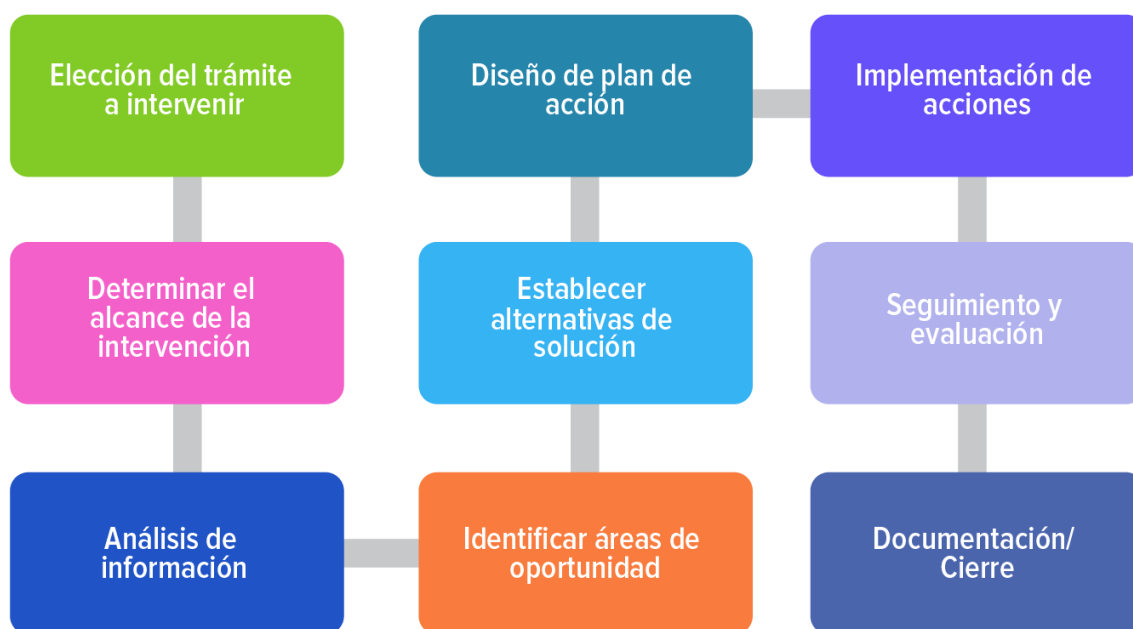 Elección del trámite
a intervenir
Determinar el
alcance de la
intervención
Análisis de
información
Identificar áreas de
oportunidad
Establecer
alternativas de
solución
Diseño de plan de
acción
Implementación de
acciones
Seguimiento y
evaluación
Documentación/
Cierre